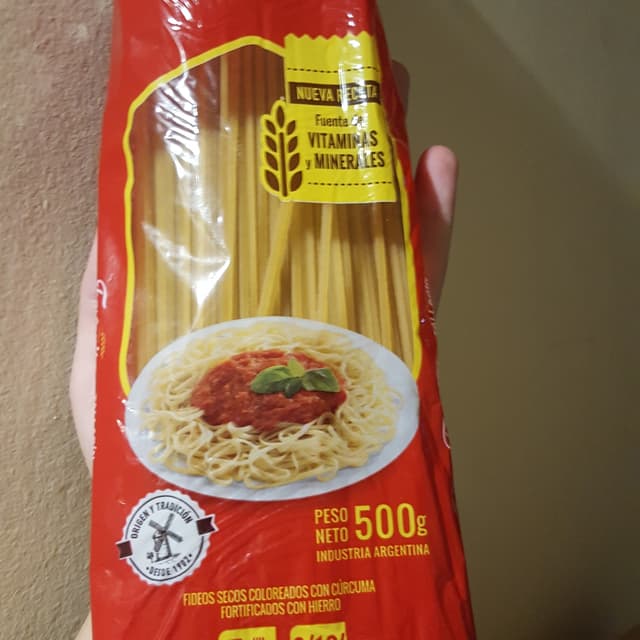 NUEVA RECETA
Fuente de
VITAMINAS
y MINERALES
ORIGEN Y TRADICIÓN
• DESDE 1902 •
PESO
NETO 500g
INDUSTRIA ARGENTINA
FIDEOS SECOS COLOREADOS CON CÚRCUMA
FORTIFICADOS CON HIERRO